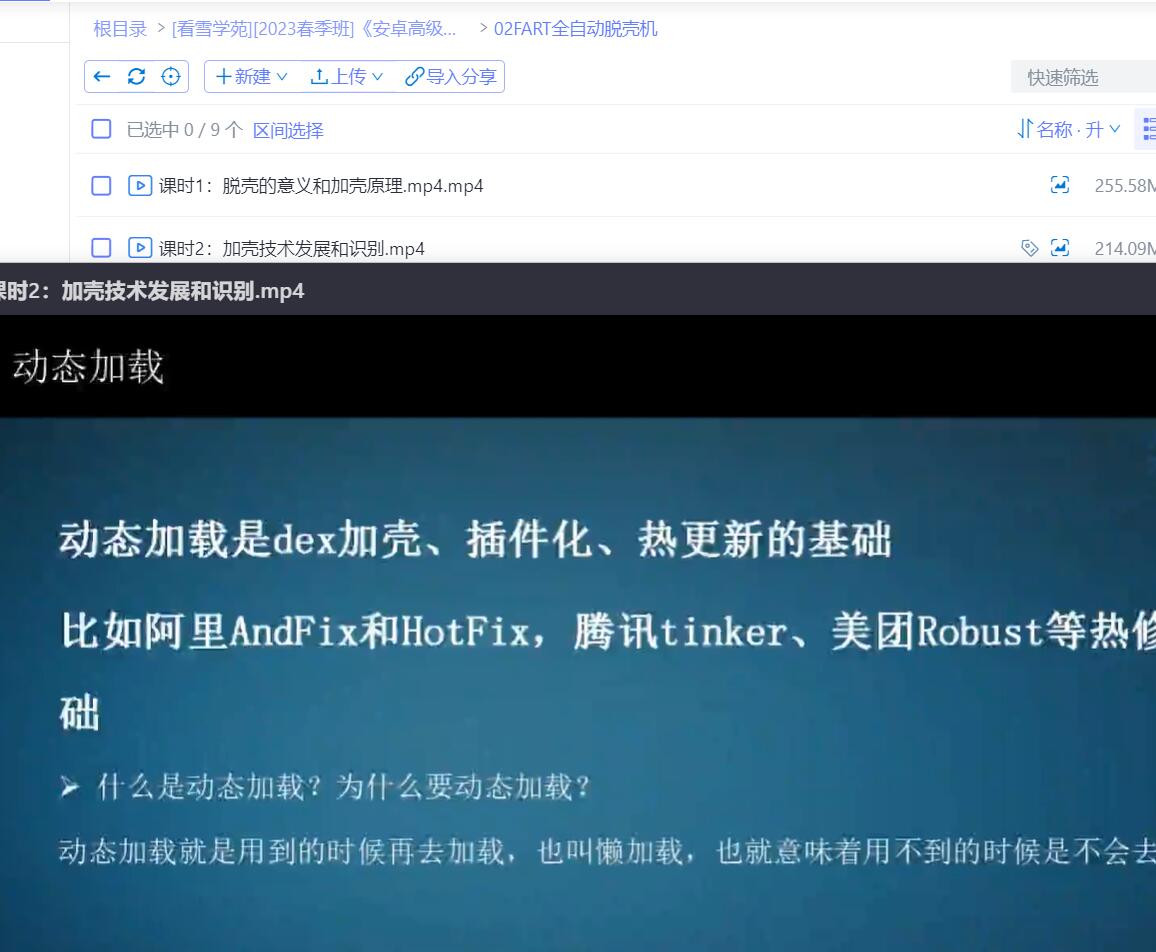 根目录 > [看雪学苑][2023春季班]《安卓高级... > 02FART全自动脱壳机
新建 上传 导入分享 快速筛选
已选中 0 / 9 个 区间选择 名称 · 升
课时1：脱壳的意义和加壳原理.mp4.mp4 255.58M
课时2：加壳技术发展和识别.mp4 214.09M
课时2：加壳技术发展和识别.mp4
动态加载
动态加载是dex加壳、插件化、热更新的基础
比如阿里AndFix和HotFix，腾讯tinker、美团Robust等热修
础
➤ 什么是动态加载？为什么要动态加载？
动态加载就是用到的时候再去加载，也叫懒加载，也就意味着用不到的时候是不会去